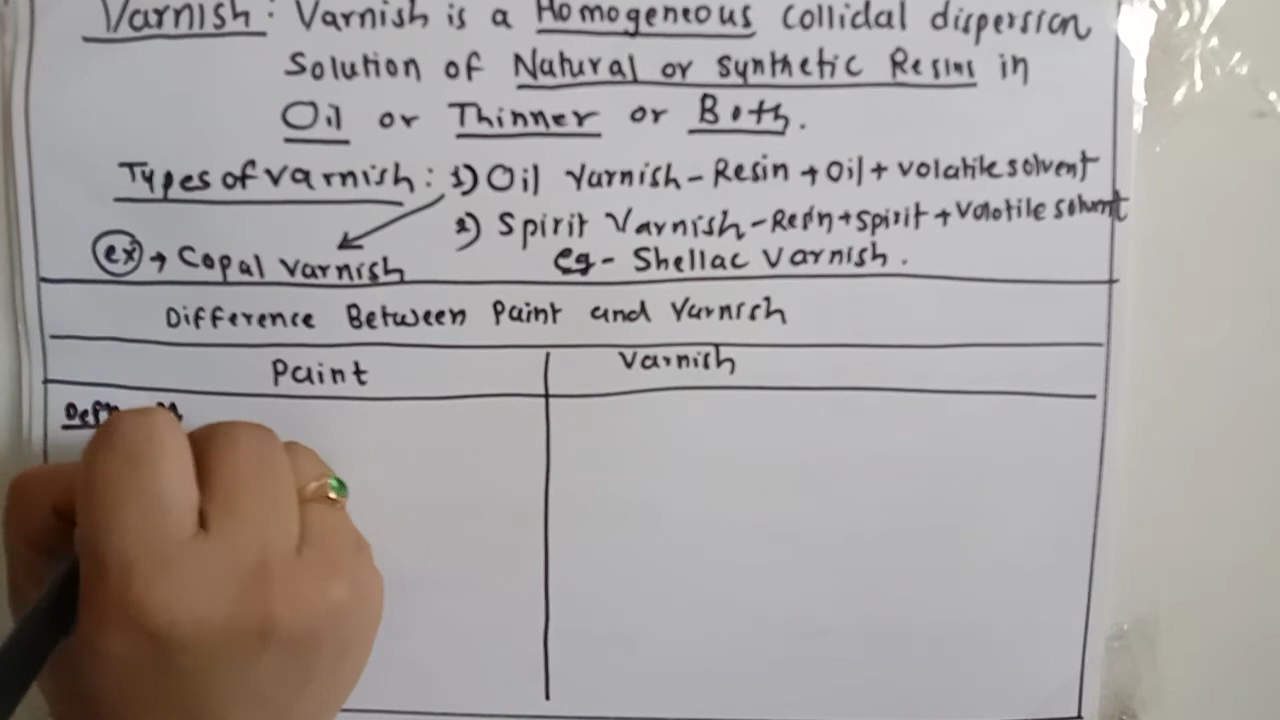 Varnish : Varnish is a Homogeneous collidal dispersion
Solution of Natural or synthetic Resins in
Oil or Thinner or Both.
Types of varnish : 1) Oil Varnish - Resin + Oil + volatile solvent
2) Spirit Varnish - Resin + Spirit + Volatile solvent
ex → Copal varnish
eg - Shellac Varnish.
Difference Between Paint and Varnish
Paint
Varnish